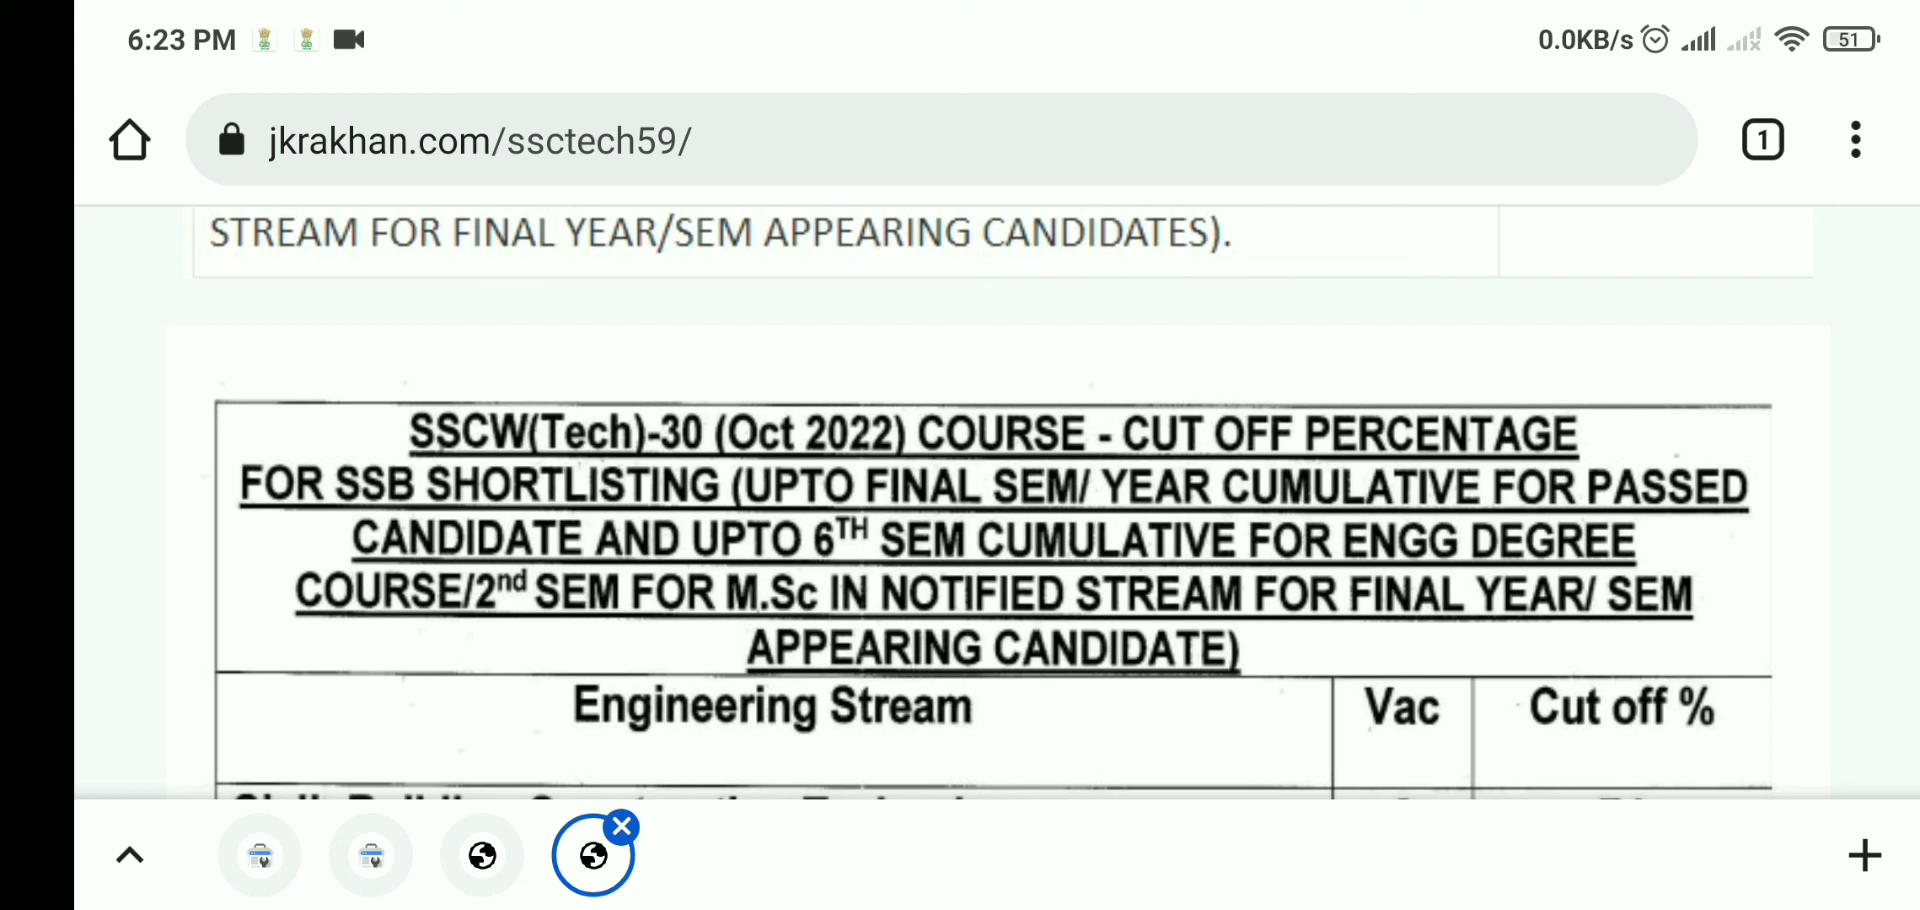 6:23 PM
0.0KB/s
51
jkrakhan.com/ssctech59/
1
STREAM FOR FINAL YEAR/SEM APPEARING CANDIDATES).
SSCW(Tech)-30 (Oct 2022) COURSE - CUT OFF PERCENTAGE
FOR SSB SHORTLISTING (UPTO FINAL SEM/ YEAR CUMULATIVE FOR PASSED
CANDIDATE AND UPTO 6TH SEM CUMULATIVE FOR ENGG DEGREE
COURSE/2nd SEM FOR M.Sc IN NOTIFIED STREAM FOR FINAL YEAR/ SEM
APPEARING CANDIDATE)
Engineering Stream
Vac
Cut off %